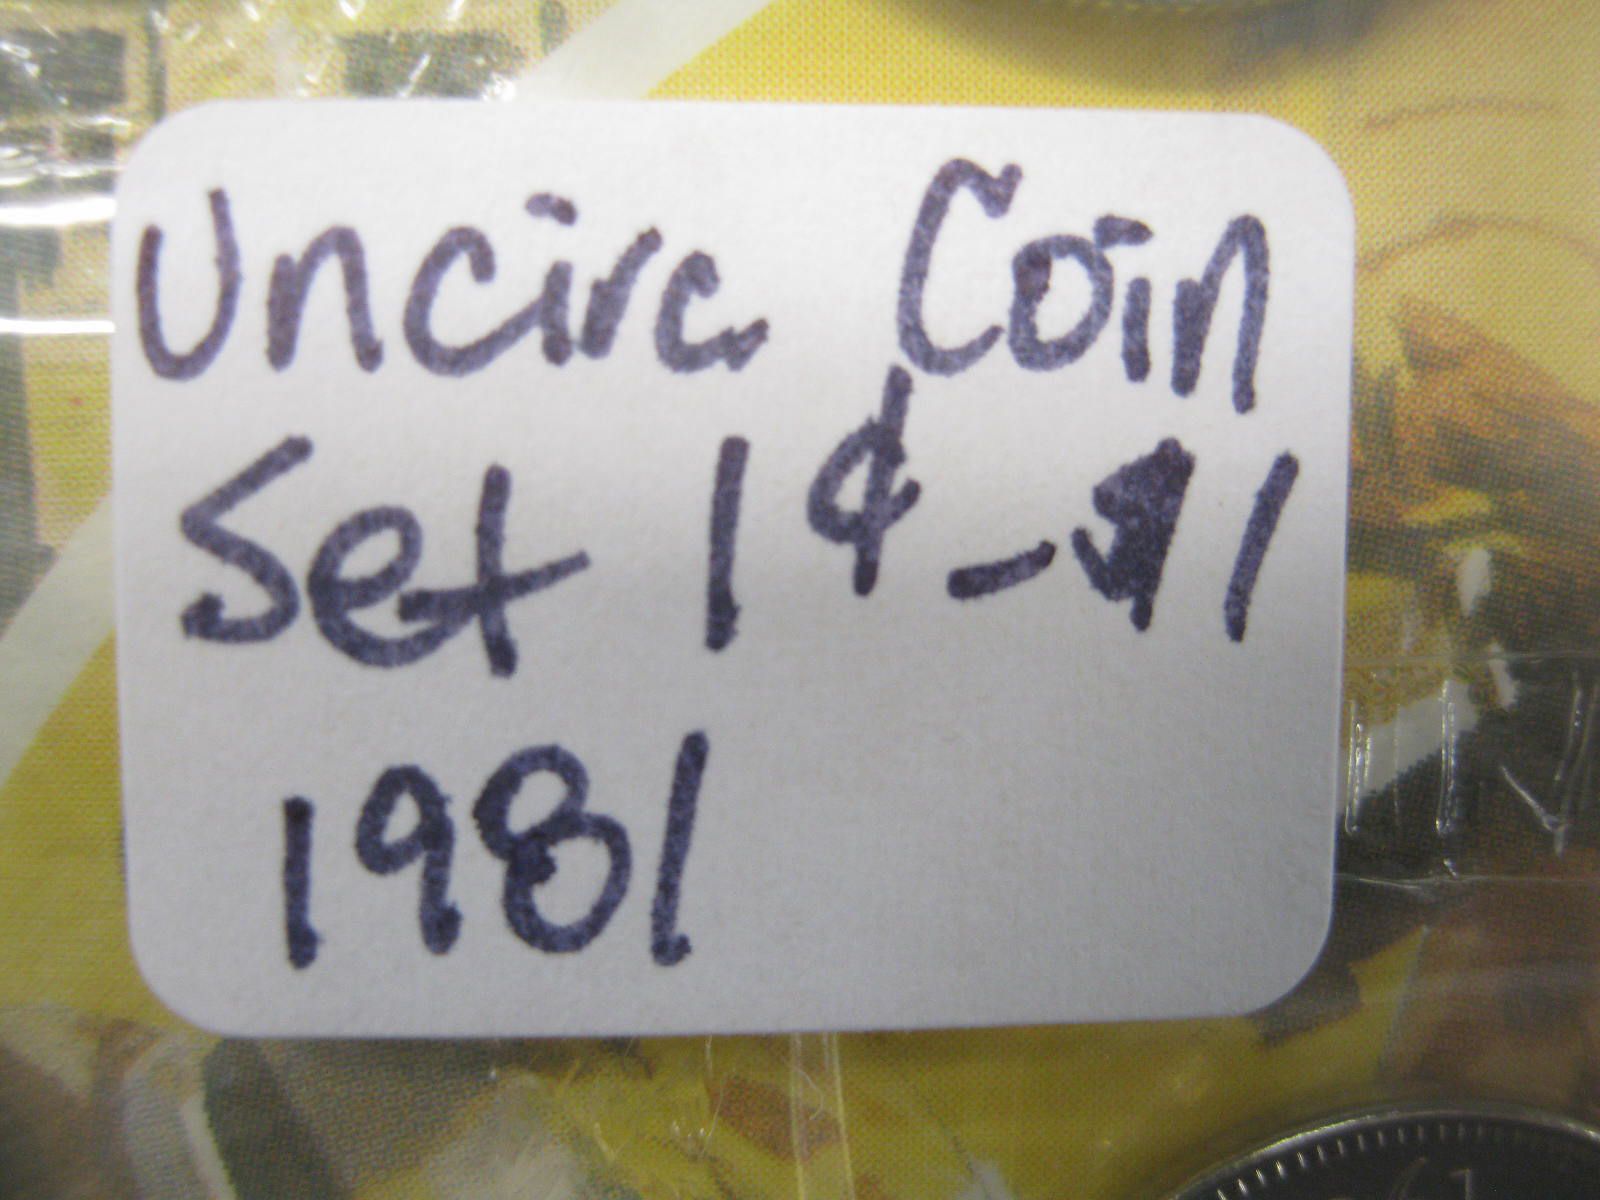 Uncirc. Coin
Set 1¢-$1
1981